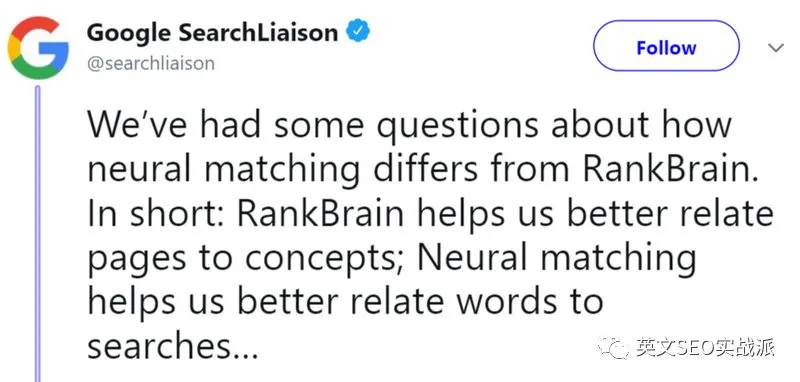 Google SearchLiaison
@searchliaison
Follow
We’ve had some questions about how
neural matching differs from RankBrain.
In short: RankBrain helps us better relate
pages to concepts; Neural matching
helps us better relate words to
searches...
英文SEO实战派